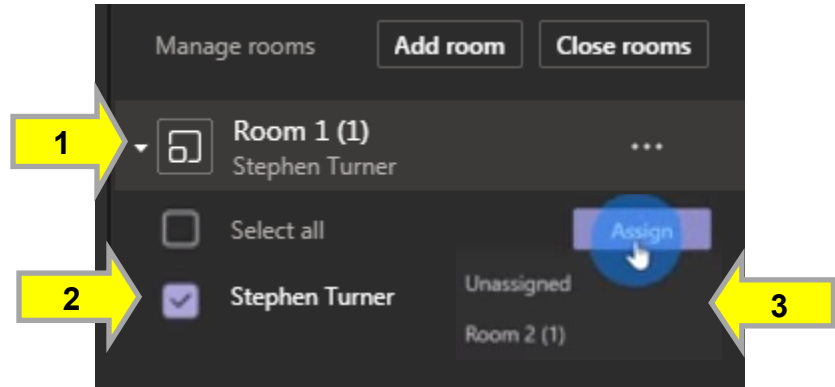 Manage rooms Add room Close rooms
1 Room 1 (1)
Stephen Turner
Select all Assign
2 Stephen Turner
Unassigned
3
Room 2 (1)